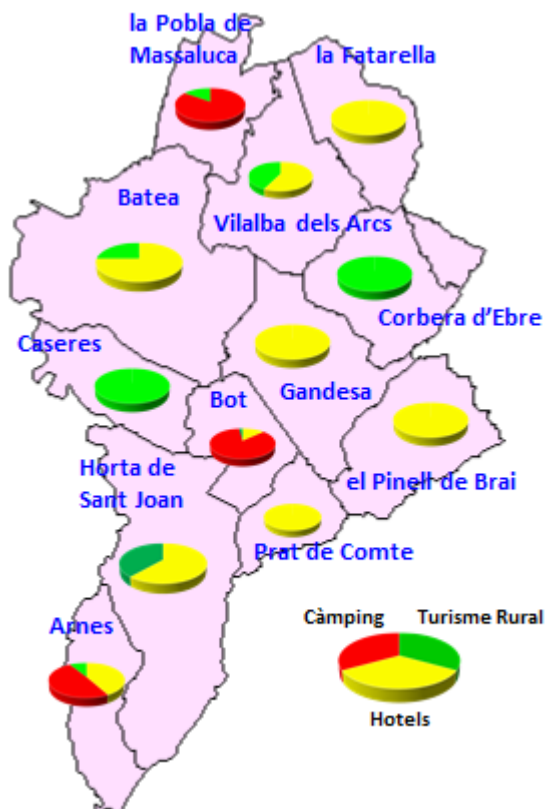 la Pobla de
Massaluca
la Fatarella
Batea
Vilalba dels Arcs
Corbera d'Ebre
Caseres
Bot
Gandesa
Horta de
Sant Joan
el Pinell de Brai
Prat de Comte
Arnes
Càmping
Turisme Rural
Hotels